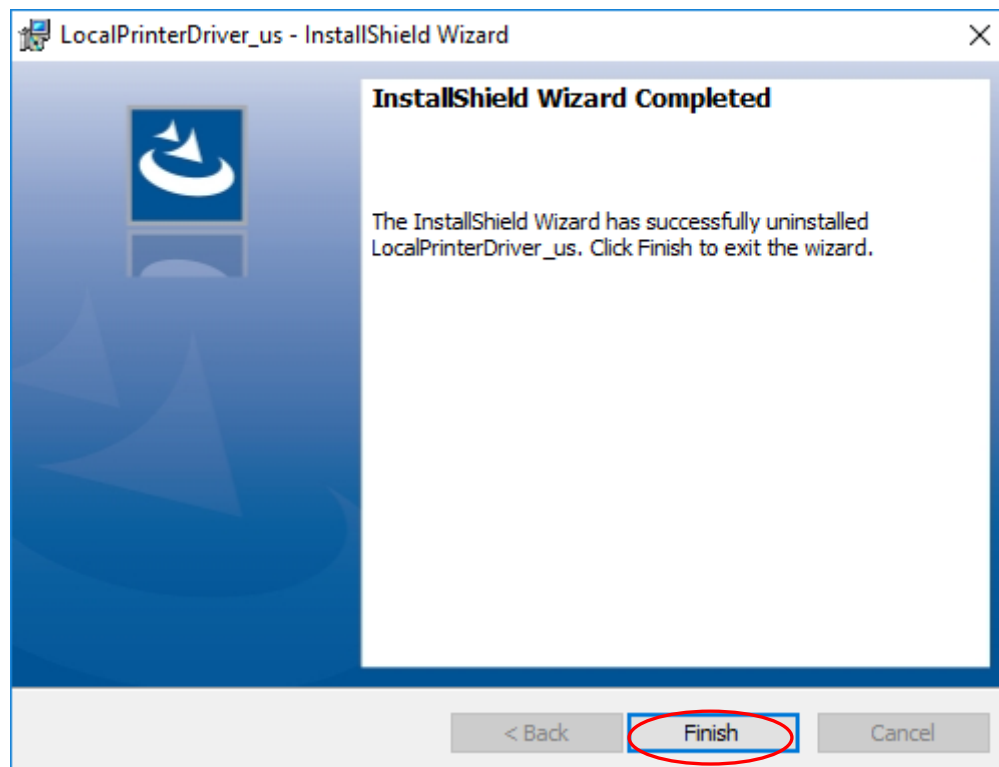 LocalPrinterDriver_us - InstallShield Wizard
InstallShield Wizard Completed
The InstallShield Wizard has successfully uninstalled
LocalPrinterDriver_us. Click Finish to exit the wizard.
< Back Finish Cancel